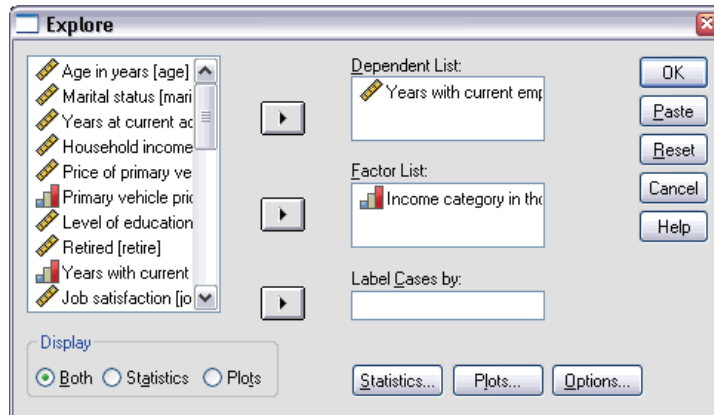 Explore
Age in years [age]
Marital status [mari
Years at current ad
Household income
Price of primary ve
Primary vehicle pric
Level of education
Retired [retire]
Years with current
Job satisfaction [jo
Dependent List:
Years with current emp
Factor List:
Income category in tho
Label Cases by:
OK
Paste
Reset
Cancel
Help
Display
Both
Statistics
Plots
Statistics...
Plots...
Options...